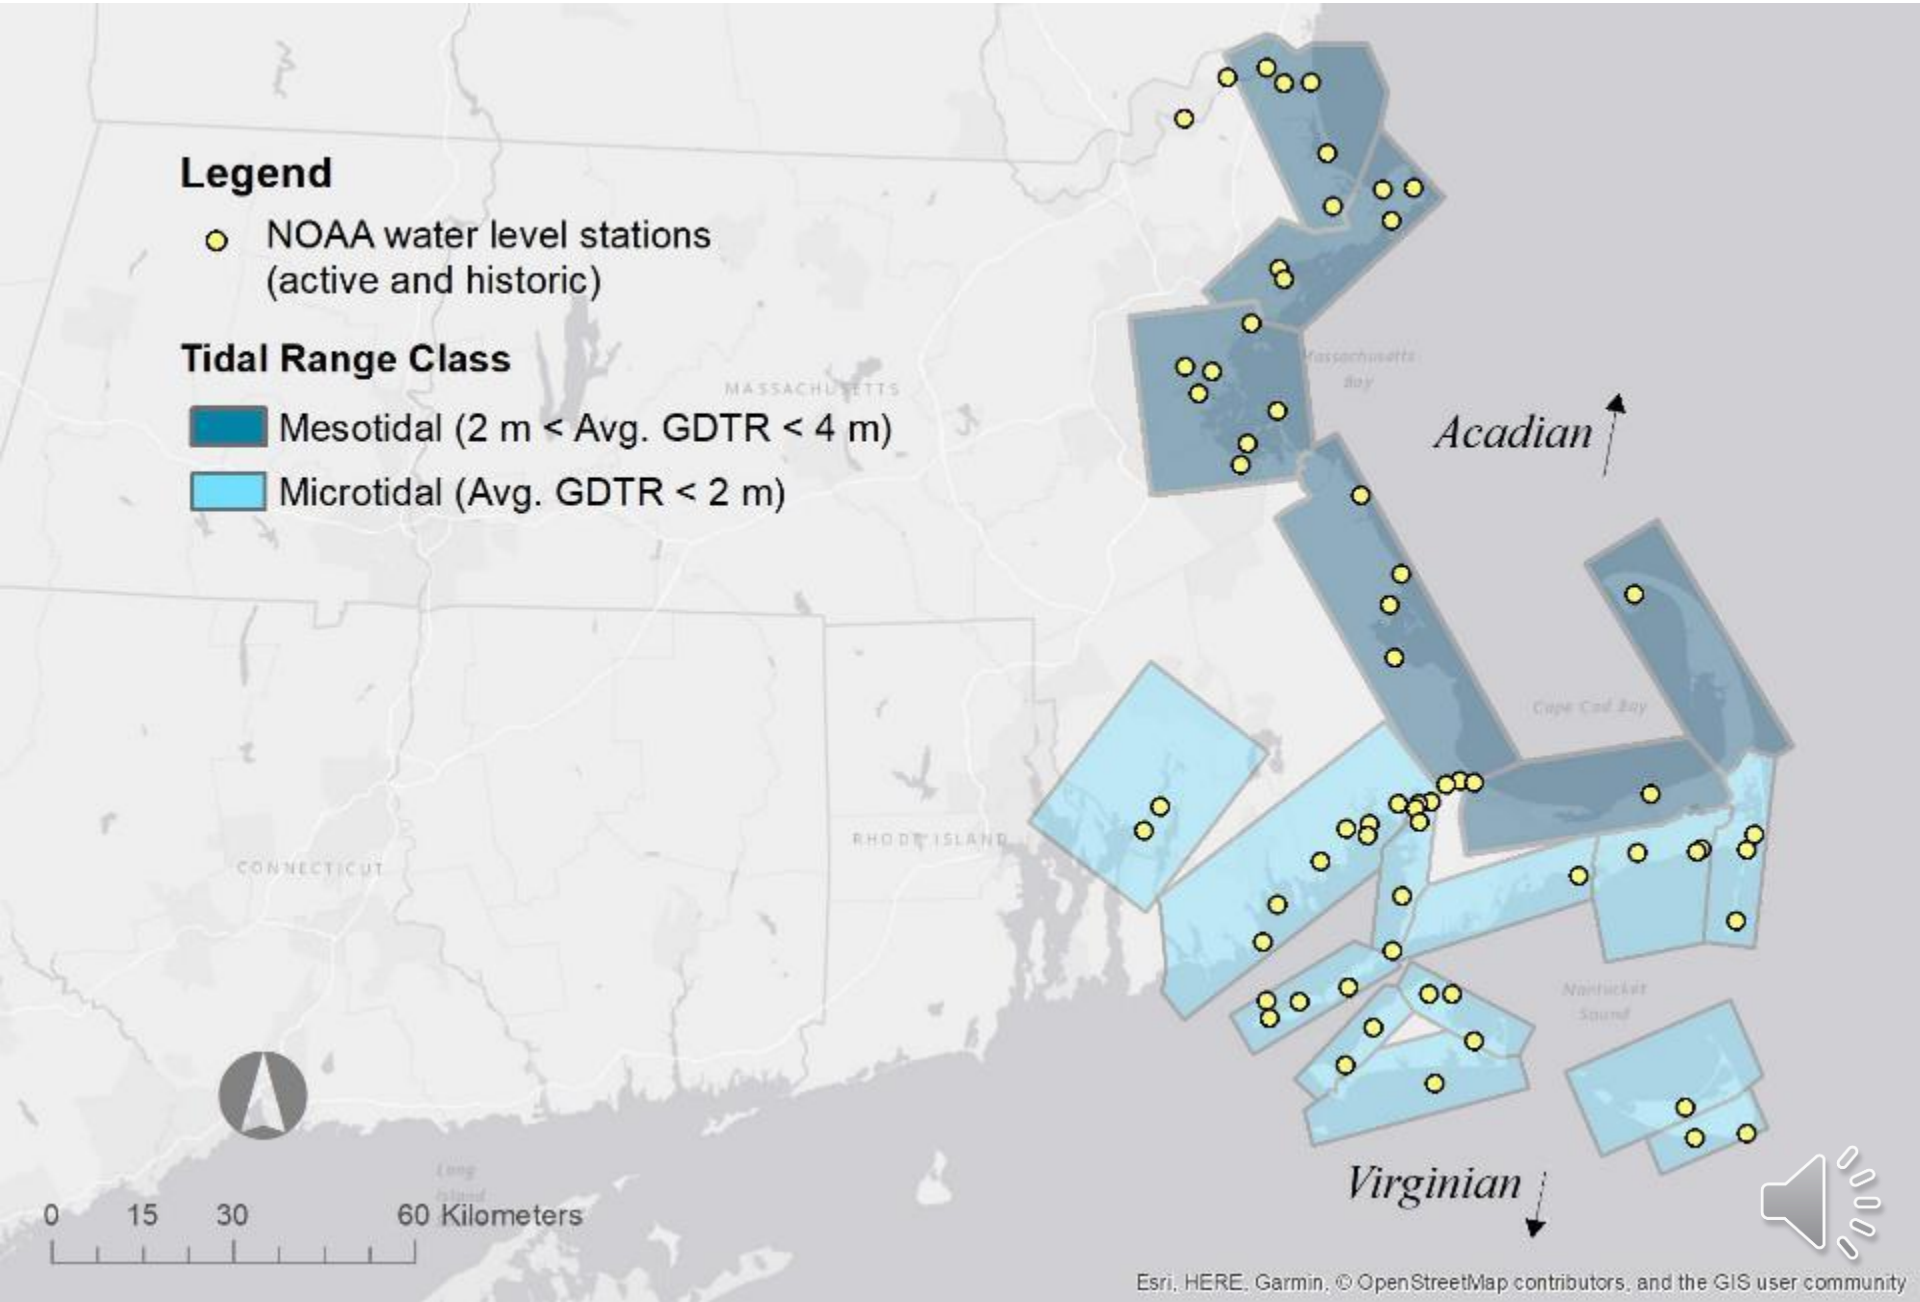 Legend
NOAA water level stations
(active and historic)
Tidal Range Class
Mesotidal (2 m < Avg. GDTR < 4 m)
Microtidal (Avg. GDTR < 2 m)
MASSACHUSETTS
Massachusetts
Bay
Acadian
Cape Cod Bay
RHODE ISLAND
CONNECTICUT
Nantucket
Sound
Virginian
Long
Island
0 15 30 60 Kilometers
Esri, HERE, Garmin, © OpenStreetMap contributors, and the GIS user community